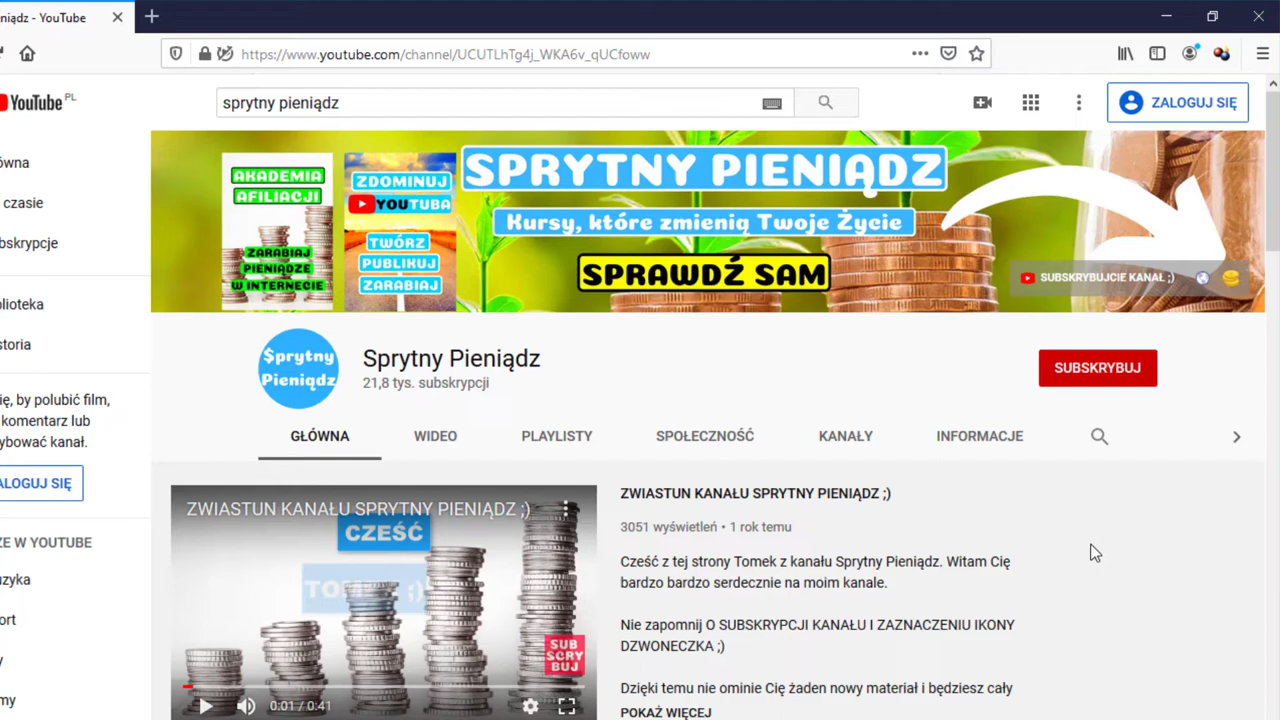 niądz - YouTube
https://www.youtube.com/channel/UCUTLhTg4j_WKA6v_qUCfoww
YouTube PL
sprytny pieniądz
ZALOGUJ SIĘ
ówna
czasie
bskrypcje
blioteka
storia
ię, by polubić film,
komentarz lub
ybować kanał.
ALOGUJ SIĘ
ZE W YOUTUBE
uzyka
ort
y
my
AKADEMIA
AFILIACJI
ZARABIAJ
PIENIĄDZE
W INTERNECIE
ZDOMINUJ
YOUTUBA
TWÓRZ
PUBLIKUJ
ZARABIAJ
SPRYTNY PIENIĄDZ
Kursy, które zmienią Twoje Życie
SPRAWDŹ SAM
SUBSKRYBUJCIE KANAŁ ;)
$prytny
Pieniądz
Sprytny Pieniądz
21,8 tys. subskrypcji
SUBSKRYBUJ
GŁÓWNA WIDEO PLAYLISTY SPOŁECZNOŚĆ KANAŁY INFORMACJE
ZWIASTUN KANAŁU SPRYTNY PIENIĄDZ ;)
CZEŚĆ
TOMEK ;)
SUB
SCRY
BUJ
0:01 / 0:41
ZWIASTUN KANAŁU SPRYTNY PIENIĄDZ ;)
3051 wyświetleń • 1 rok temu
Cześć z tej strony Tomek z kanału Sprytny Pieniądz. Witam Cię
bardzo bardzo serdecznie na moim kanale.
Nie zapomnij O SUBSKRYPCJI KANAŁU I ZAZNACZENIU IKONY
DZWONECZKA ;)
Dzięki temu nie ominie Cię żaden nowy materiał i będziesz cały
POKAŻ WIĘCEJ